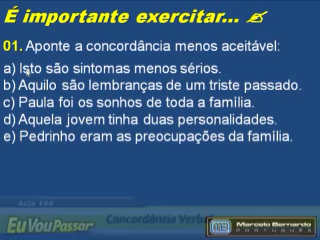 É importante exercitar... ✍
01. Aponte a concordância menos aceitável:
a) Isto são sintomas menos sérios.
b) Aquilo são lembranças de um triste passado.
c) Paula foi os sonhos de toda a família.
d) Aquela jovem tinha duas personalidades.
e) Pedrinho eram as preocupações da família.
Aula 144
EuVouPassar
Concordância Verbal
MB
Marcelo Bernardo
PORTUGUÊS